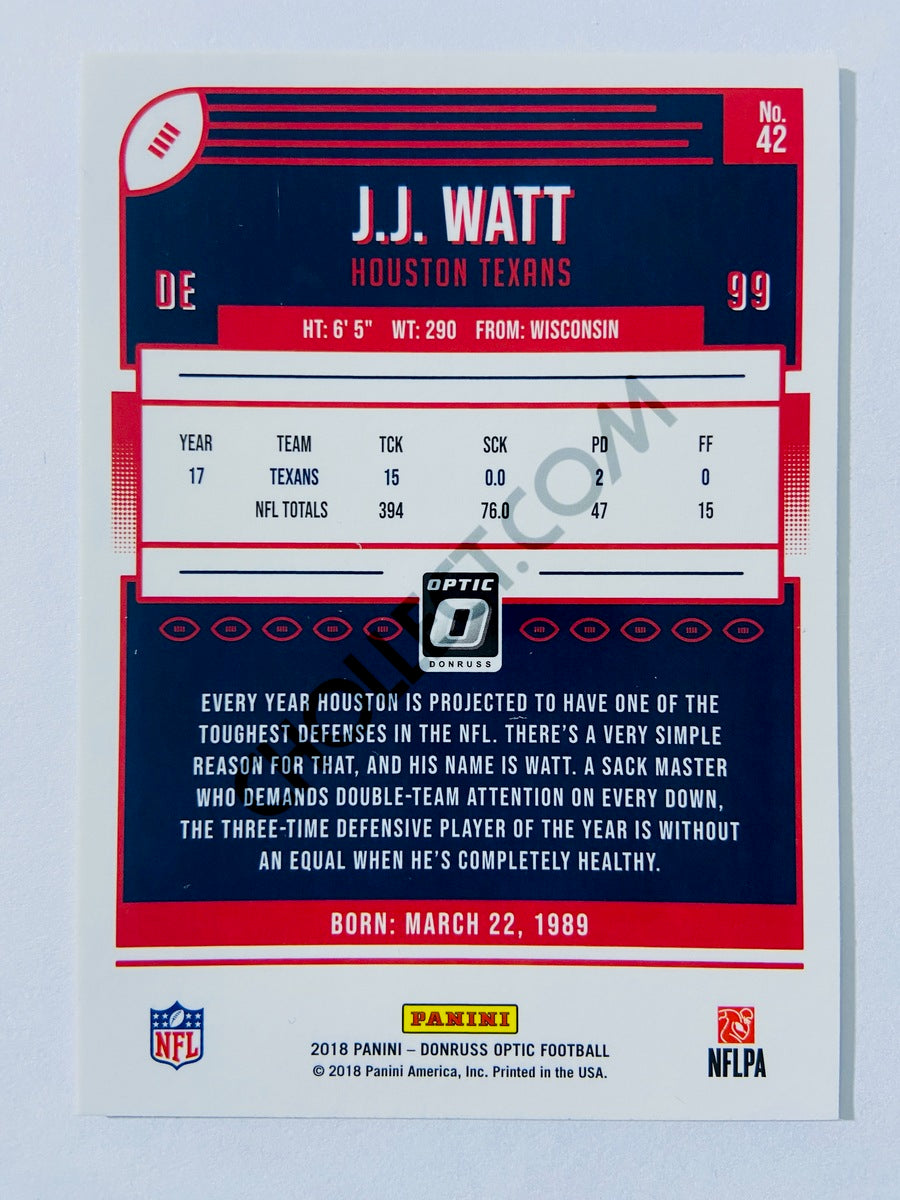 No.
42
J.J. WATT
HOUSTON TEXANS
DE
99
HT: 6' 5" WT: 290 FROM: WISCONSIN
YEAR TEAM TCK SCK PD FF
17 TEXANS 15 0.0 2 0
NFL TOTALS 394 76.0 47 15
OPTIC
DONRUSS
EVERY YEAR HOUSTON IS PROJECTED TO HAVE ONE OF THE
TOUGHEST DEFENSES IN THE NFL. THERE'S A VERY SIMPLE
REASON FOR THAT, AND HIS NAME IS WATT. A SACK MASTER
WHO DEMANDS DOUBLE-TEAM ATTENTION ON EVERY DOWN,
THE THREE-TIME DEFENSIVE PLAYER OF THE YEAR IS WITHOUT
AN EQUAL WHEN HE'S COMPLETELY HEALTHY.
BORN: MARCH 22, 1989
NFL
PANINI
NFLPA
2018 PANINI – DONRUSS OPTIC FOOTBALL
© 2018 Panini America, Inc. Printed in the USA.
CHOLLECT.COM